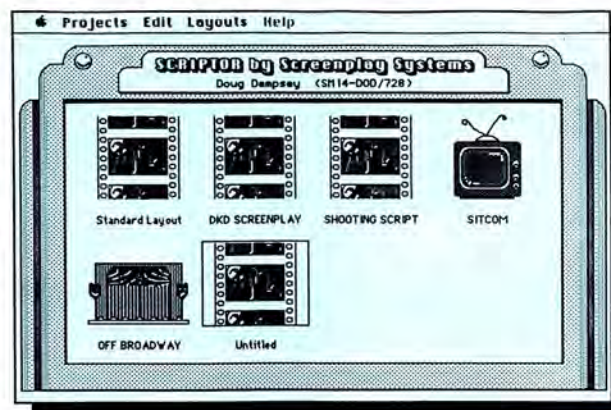 Projects Edit Layouts Help
SCRIPTOR by Screenplay Systems
Doug Dempsey (SM14-D0D/728)
Standard Layout DKD SCREENPLAY SHOOTING SCRIPT SITCOM
OFF BROADWAY Untitled